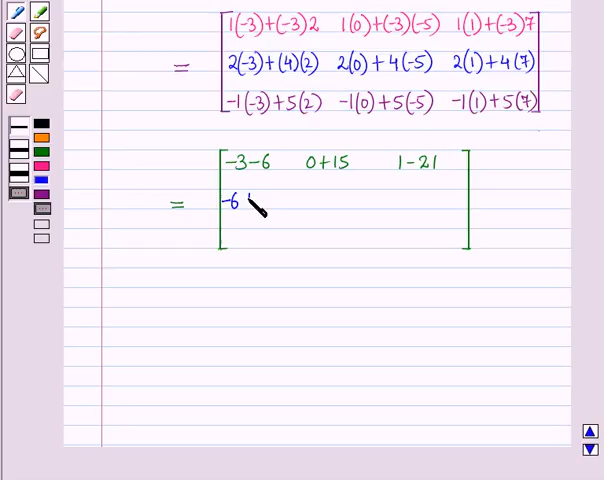 1(-3)+(-3)2 1(0)+(-3)(-5) 1(1)+(-3)7
= 2(-3)+(4)(2) 2(0)+4(-5) 2(1)+4(7)
-1(-3)+5(2) -1(0)+5(-5) -1(1)+5(7)
-3-6 0+15 1-21
= -6